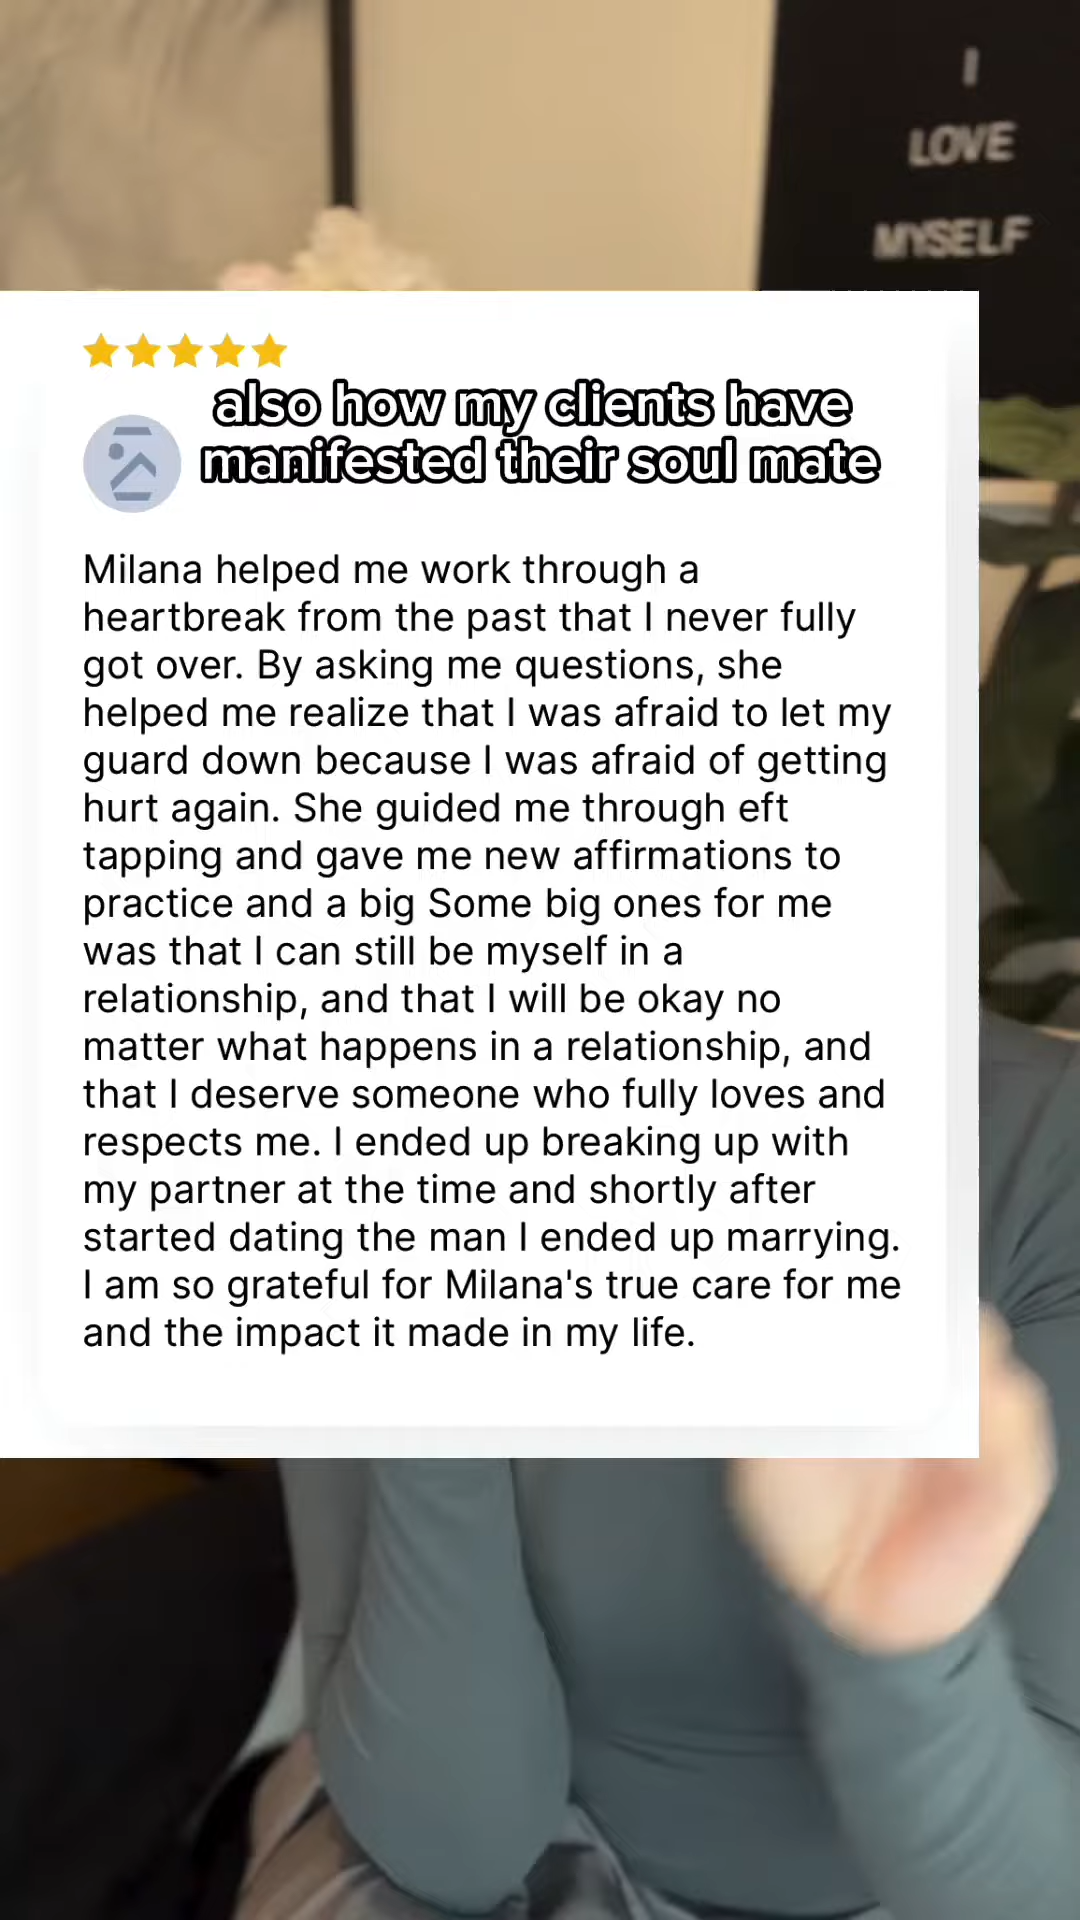 I
LOVE
MYSELF
also how my clients have
manifested their soul mate
Milana helped me work through a
heartbreak from the past that I never fully
got over. By asking me questions, she
helped me realize that I was afraid to let my
guard down because I was afraid of getting
hurt again. She guided me through eft
tapping and gave me new affirmations to
practice and a big Some big ones for me
was that I can still be myself in a
relationship, and that I will be okay no
matter what happens in a relationship, and
that I deserve someone who fully loves and
respects me. I ended up breaking up with
my partner at the time and shortly after
started dating the man I ended up marrying.
I am so grateful for Milana's true care for me
and the impact it made in my life.